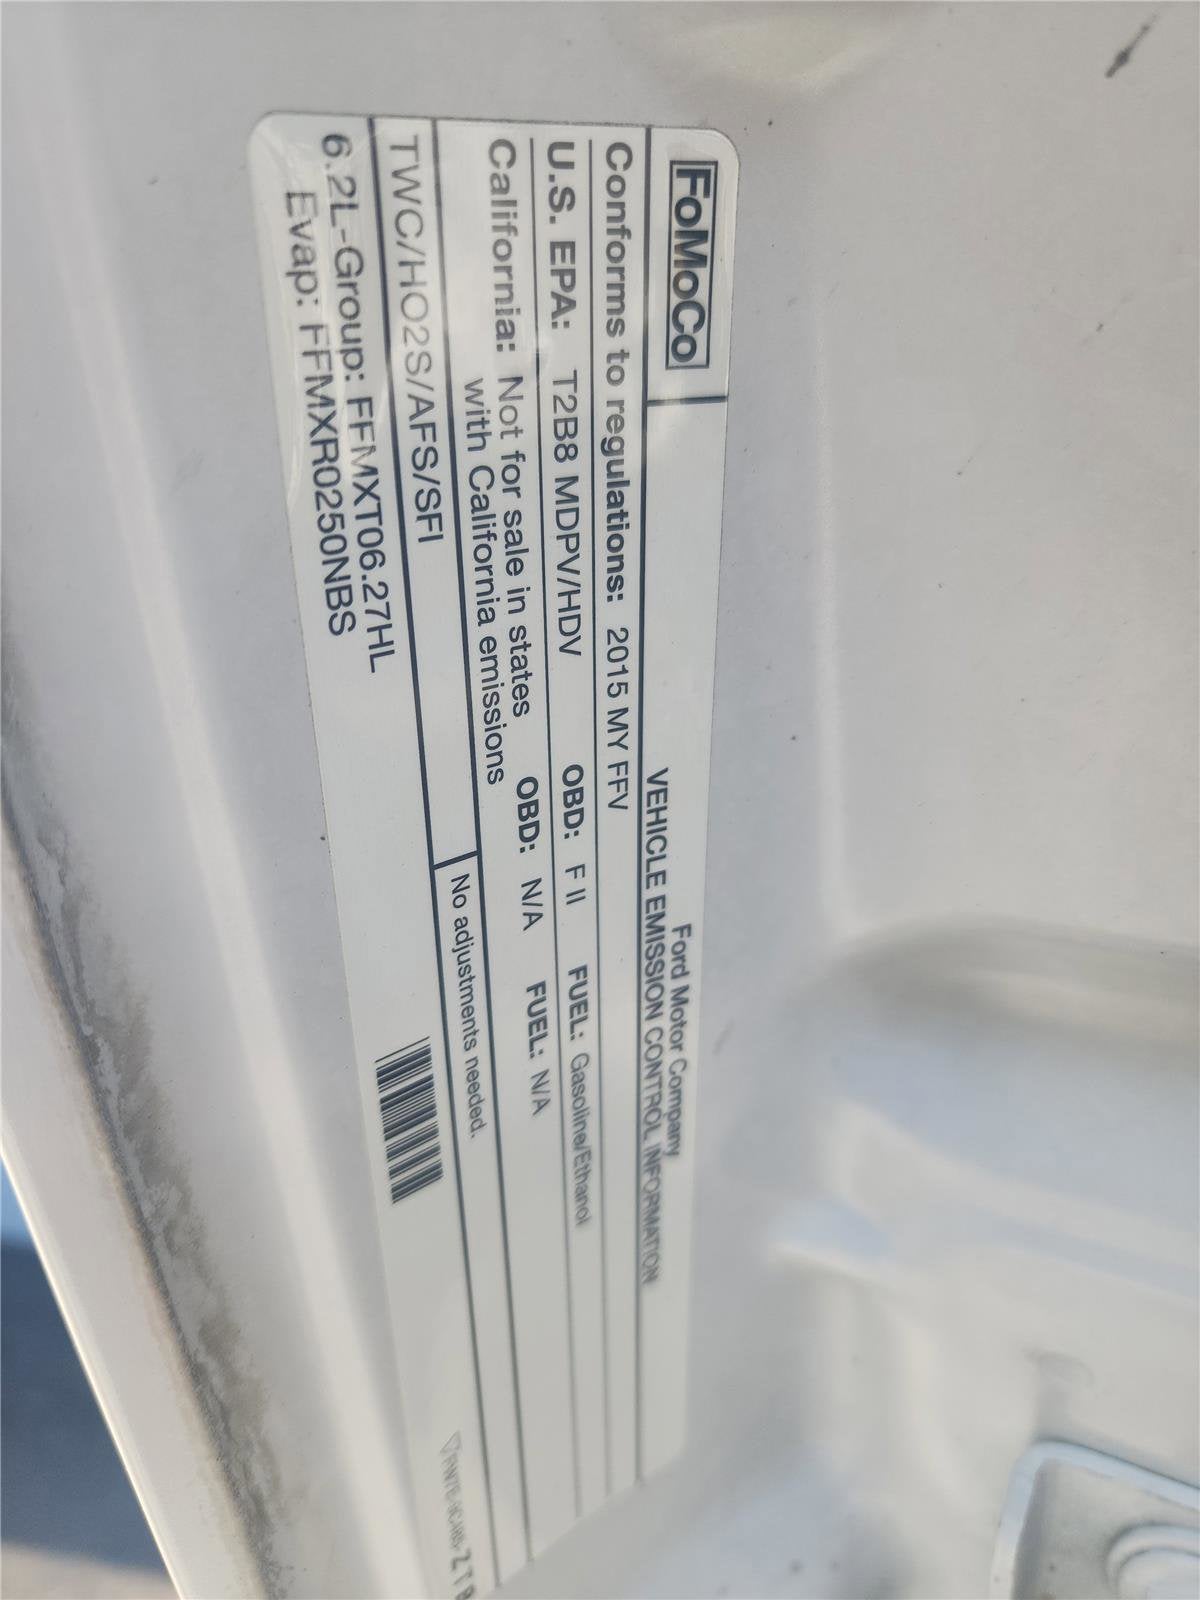 FoMoCo
Ford Motor Company
VEHICLE EMISSION CONTROL INFORMATION
Conforms to regulations: 2015 MY FFV
U.S. EPA: T2B8 MDPV/HDV OBD: F II FUEL: Gasoline/Ethanol
California: Not for sale in states with California emissions OBD: N/A FUEL: N/A
TWC/HO2S/AFS/SFI
No adjustments needed.
6.2L-Group: FFMXT06.27HL
Evap: FFMXR0250NBS